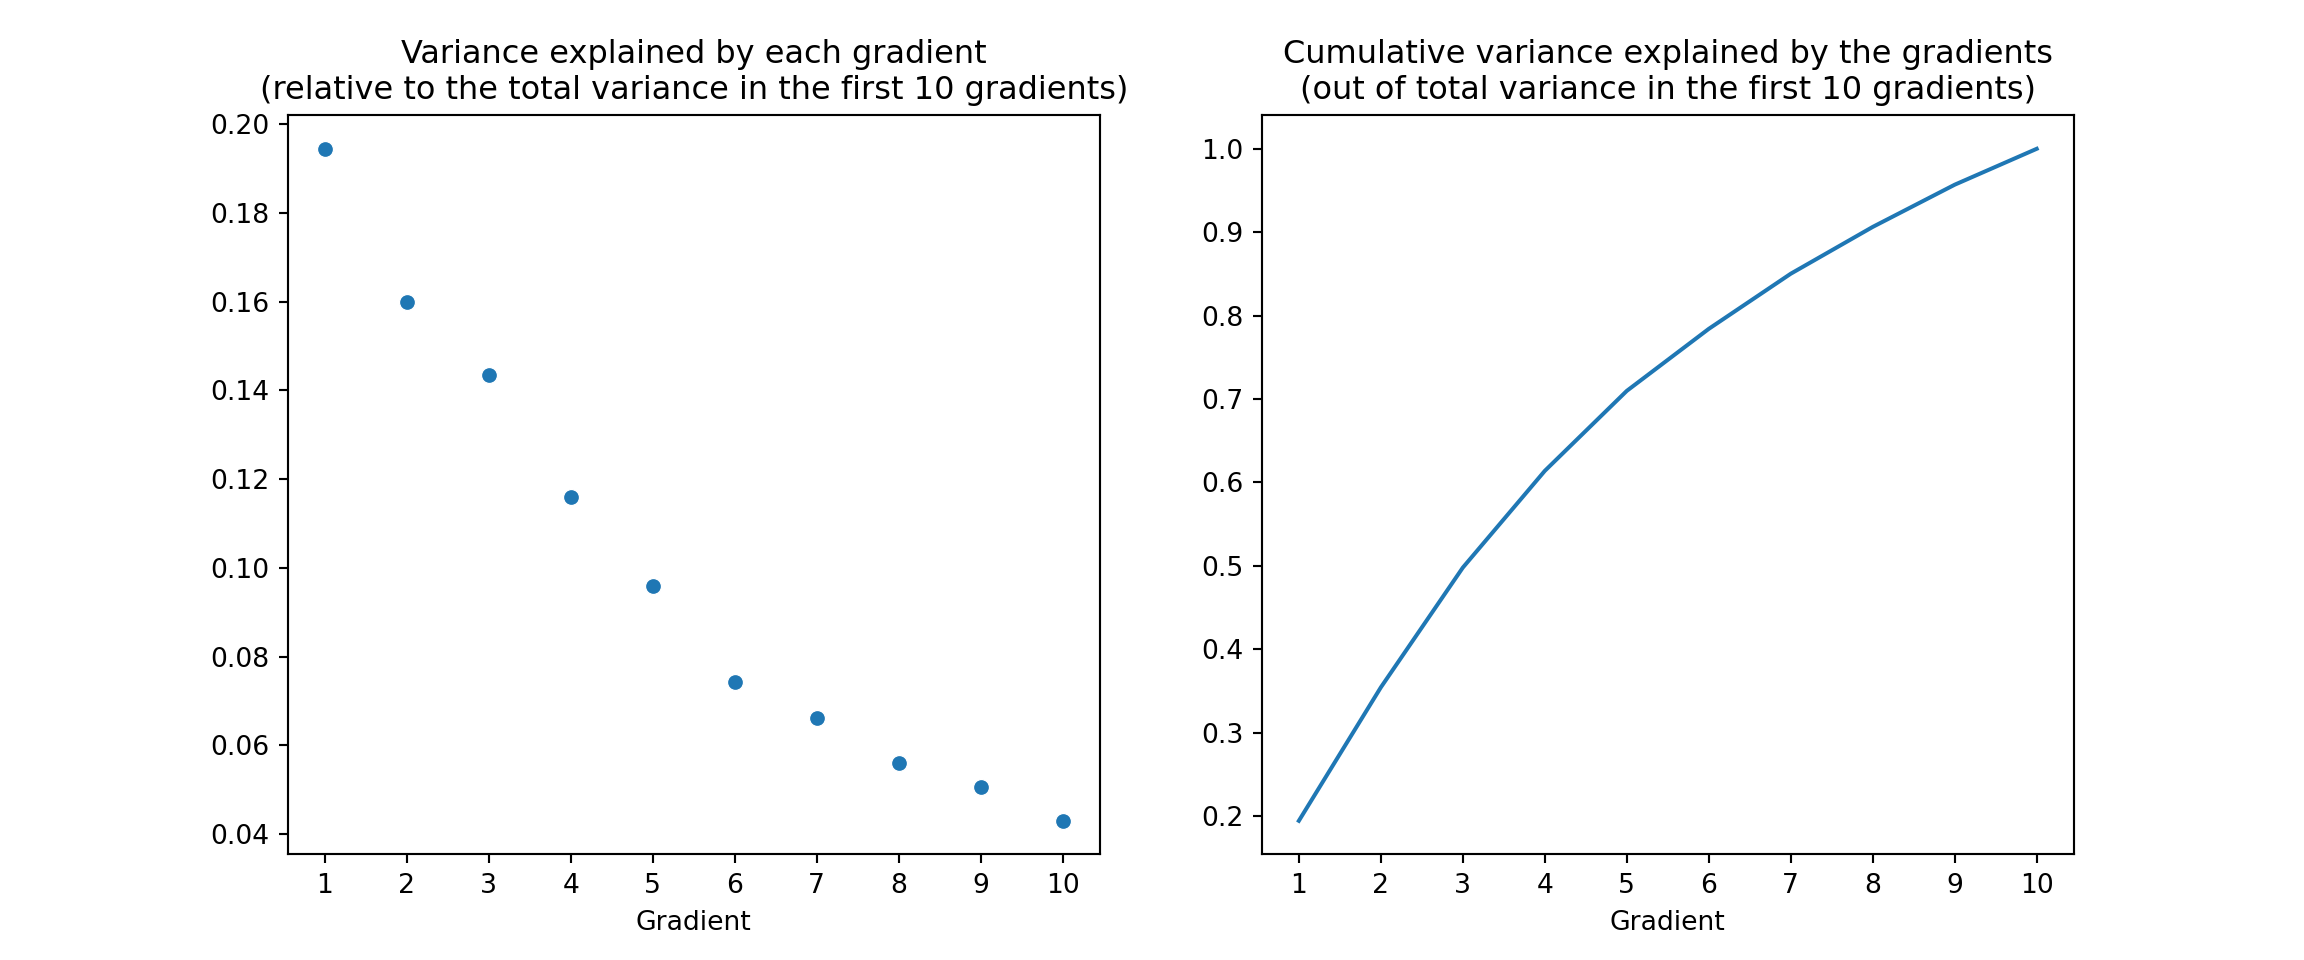 Variance explained by each gradient
(relative to the total variance in the first 10 gradients)
0.20
0.18
0.16
0.14
0.12
0.10
0.08
0.06
0.04
1 2 3 4 5 6 7 8 9 10
Gradient
Cumulative variance explained by the gradients
(out of total variance in the first 10 gradients)
1.0
0.9
0.8
0.7
0.6
0.5
0.4
0.3
0.2
1 2 3 4 5 6 7 8 9 10
Gradient